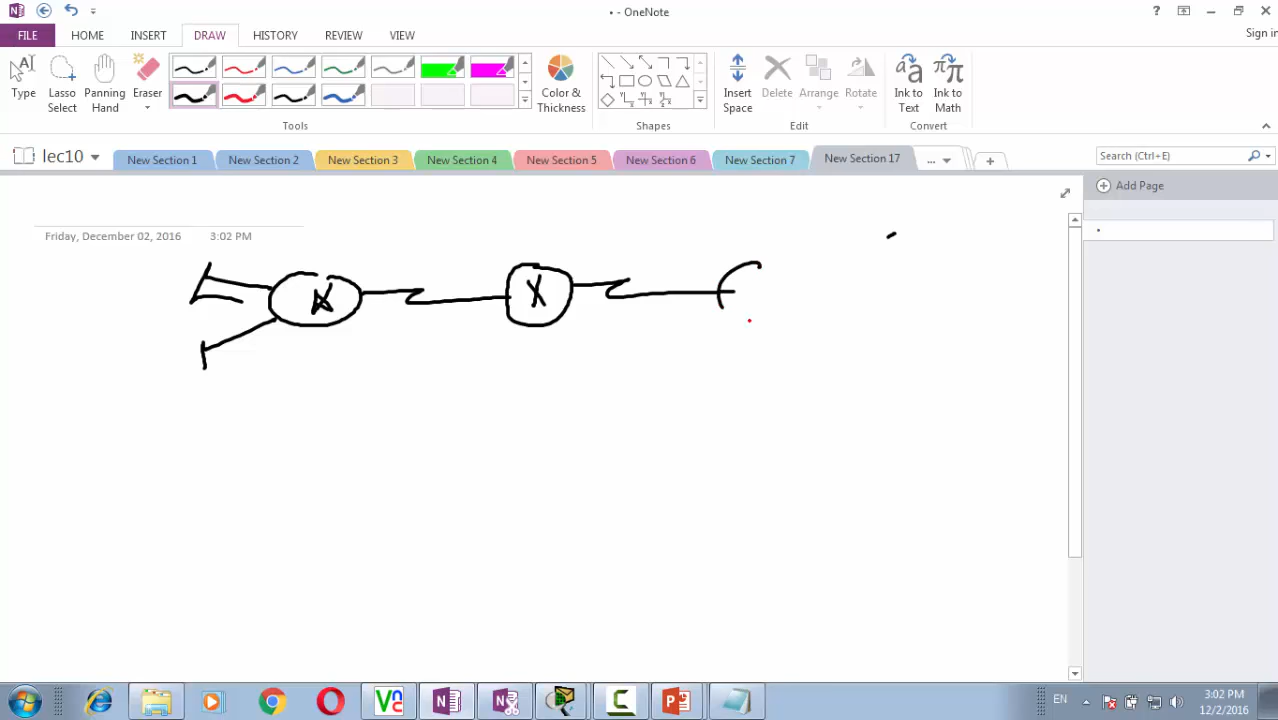 • - OneNote
?
FILE
HOME
INSERT
DRAW
HISTORY
REVIEW
VIEW
Sign in
Type
Lasso
Select
Panning
Hand
Eraser
Color &
Thickness
Insert
Space
Delete
Arrange
Rotate
Ink to
Text
Ink to
Math
Tools
Shapes
Edit
Convert
lec10
New Section 1
New Section 2
New Section 3
New Section 4
New Section 5
New Section 6
New Section 7
New Section 17
...
Search (Ctrl+E)
Add Page
Friday, December 02, 2016
3:02 PM
X
X
EN
3:02 PM
12/2/2016